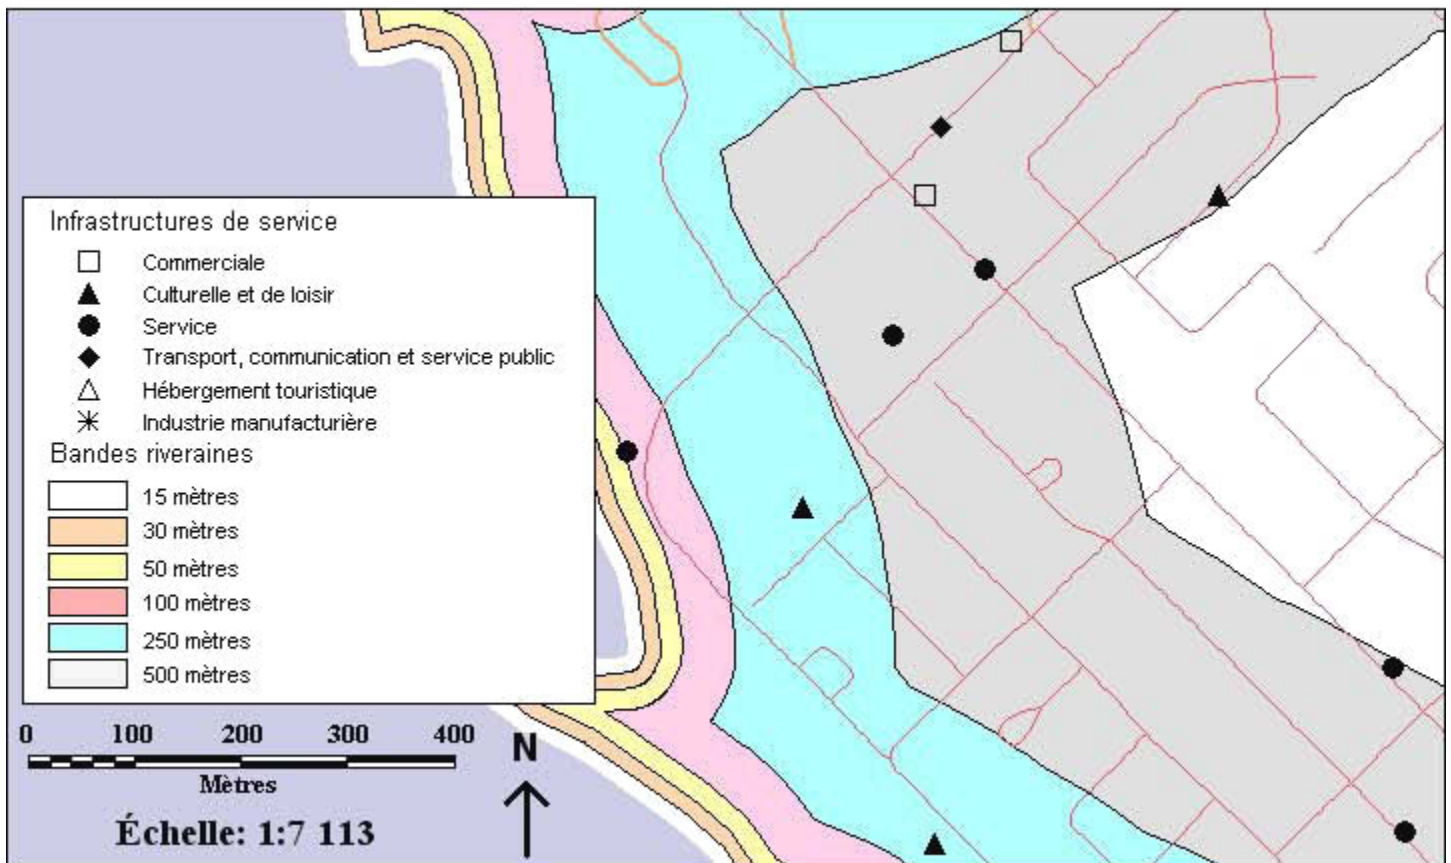 Infrastructures de service
Commerciale
Culturelle et de loisir
Service
Transport, communication et service public
Hébergement touristique
Industrie manufacturière
Bandes riveraines
15 mètres
30 mètres
50 mètres
100 mètres
250 mètres
500 mètres
0 100 200 300 400
Mètres
Échelle: 1:7 113
N